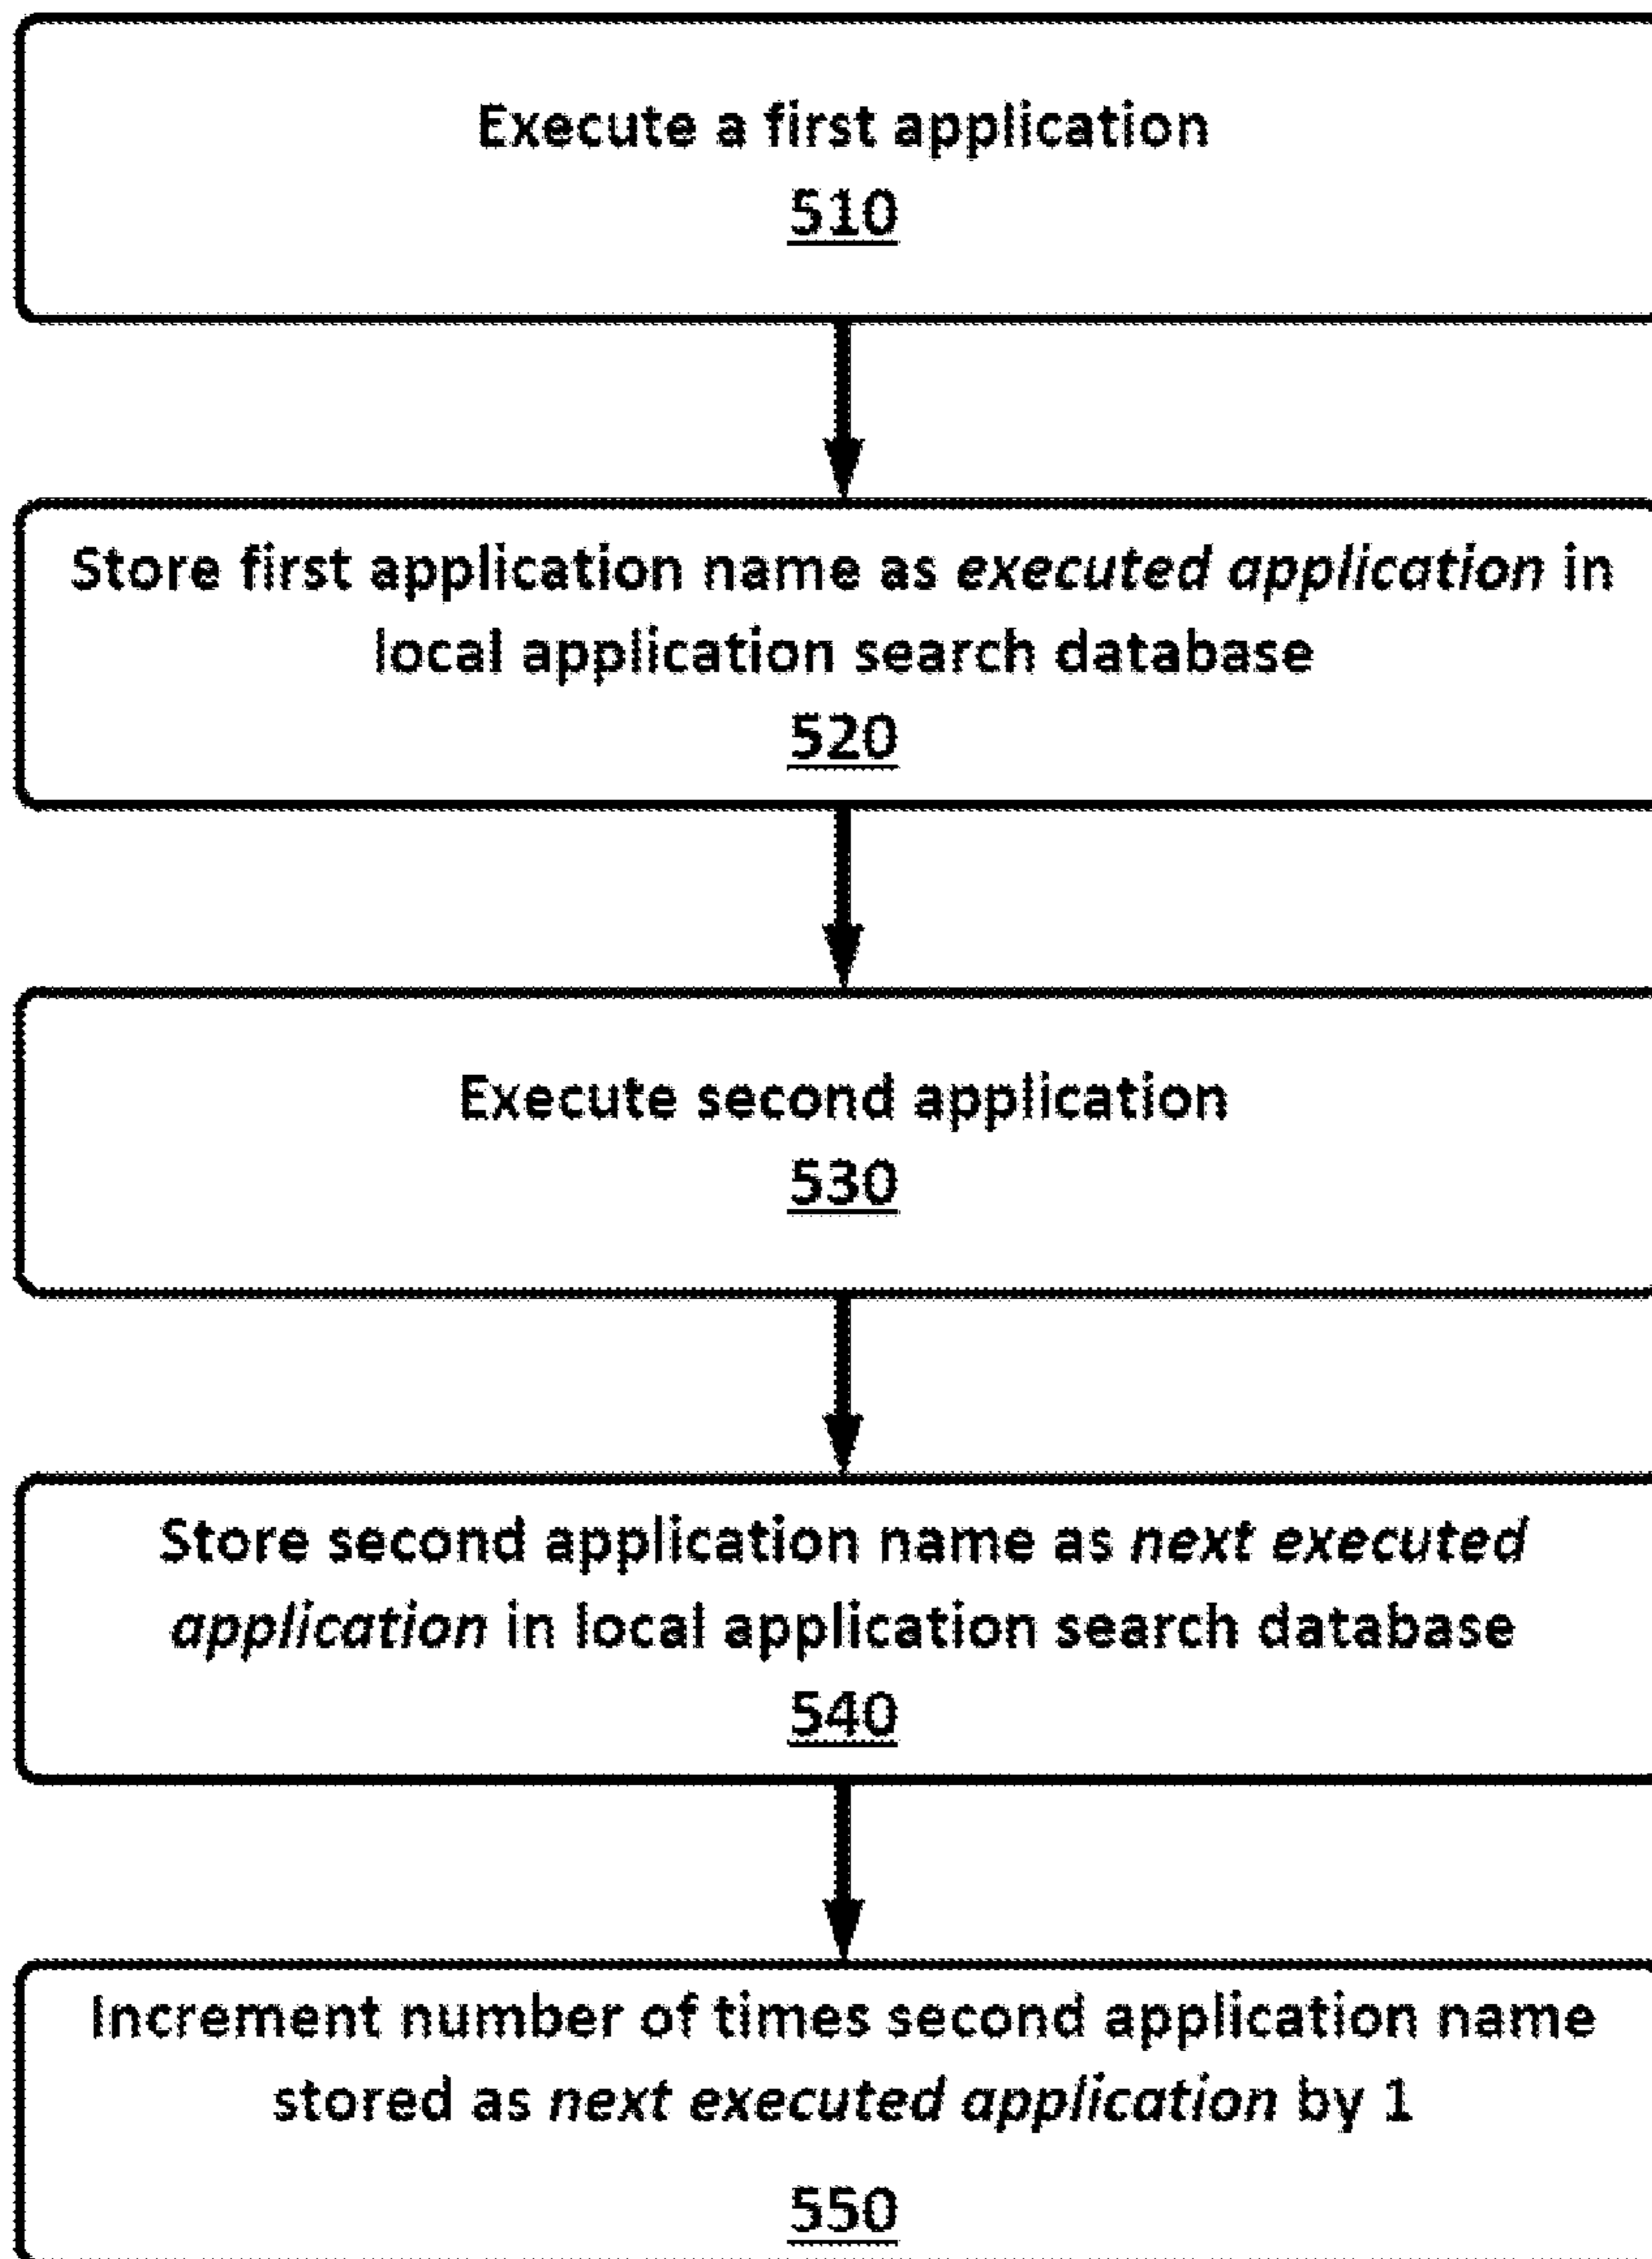 Execute a first application
510
Store first application name as executed application in
local application search database
520
Execute second application
530
Store second application name as next executed
application in local application search database
540
Increment number of times second application name
stored as next executed application by 1
550